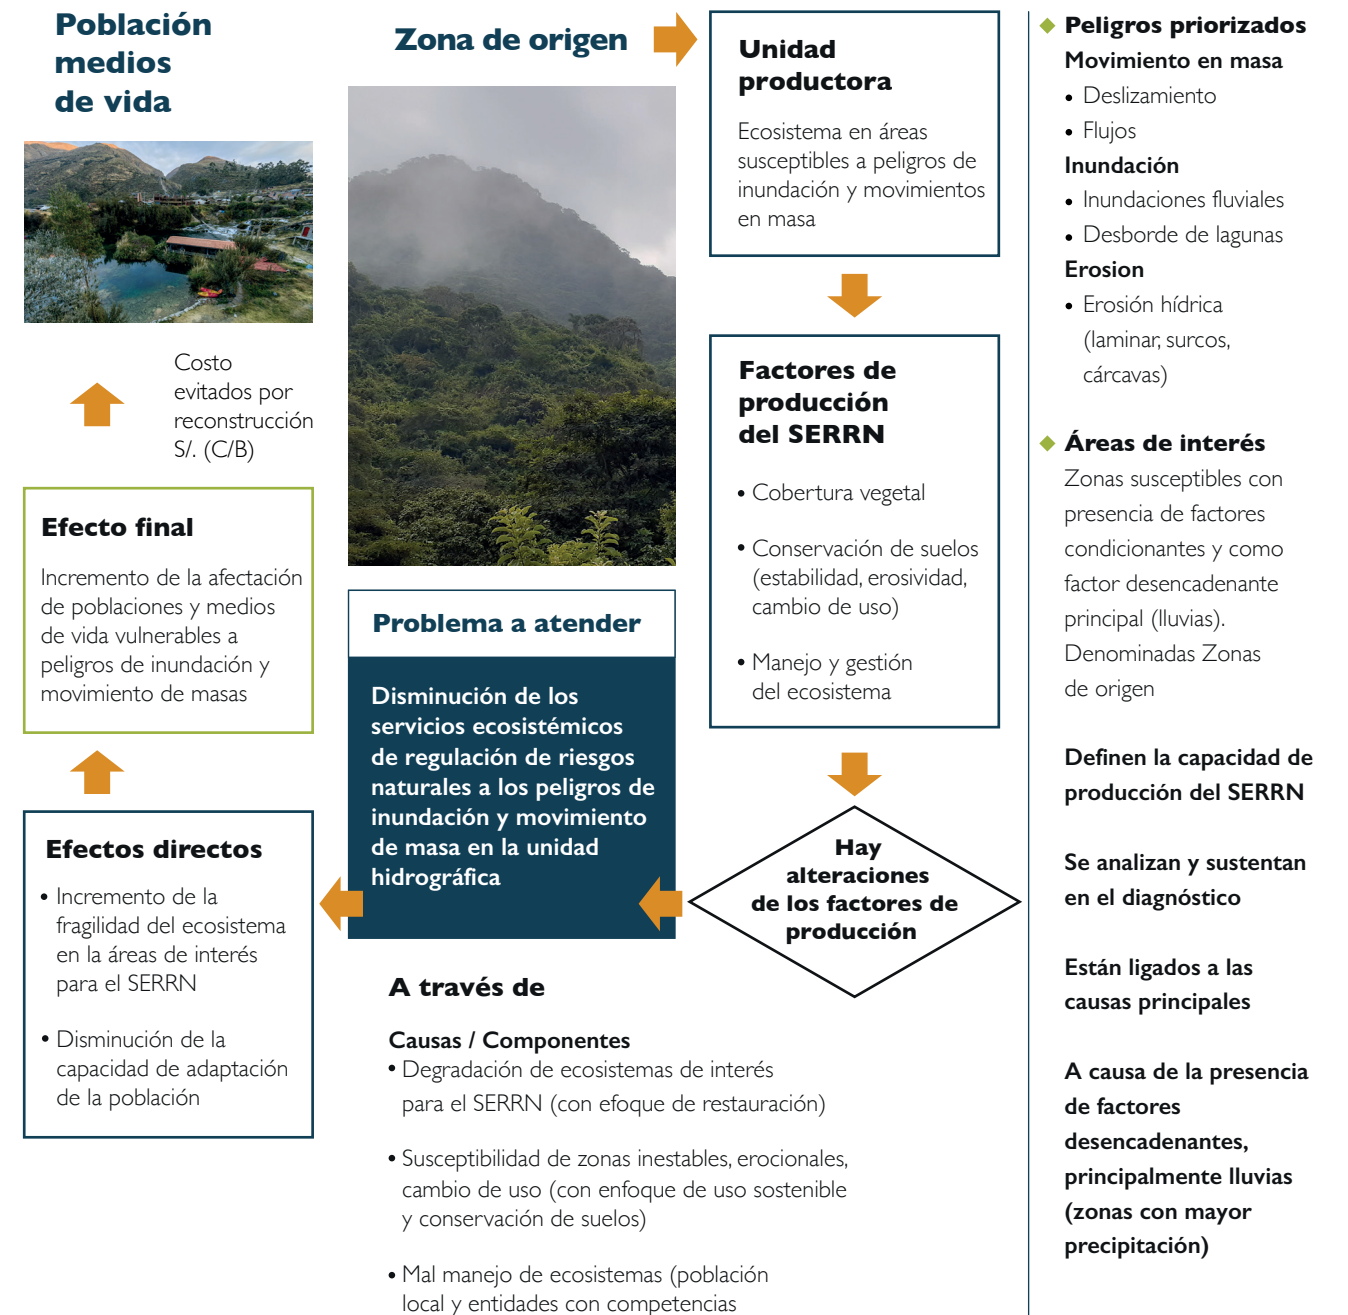 Población
medios
de vida
Costo
evitados por
reconstrucción
S/. (C/B)
Efecto final
Incremento de la afectación
de poblaciones y medios
de vida vulnerables a
peligros de inundación y
movimiento de masas
Efectos directos
• Incremento de la
fragilidad del ecosistema
en la áreas de interés
para el SERRN
• Disminución de la
capacidad de adaptación
de la población
Zona de origen
Problema a atender
Disminución de los
servicios ecosistémicos
de regulación de riesgos
naturales a los peligros de
inundación y movimiento
de masa en la unidad
hidrográfica
A través de
Causas / Componentes
• Degradación de ecosistemas de interés
para el SERRN (con efoque de restauración)
• Susceptibilidad de zonas inestables, erocionales,
cambio de uso (con enfoque de uso sostenible
y conservación de suelos)
• Mal manejo de ecosistemas (población
local y entidades con competencias
Unidad
productora
Ecosistema en áreas
susceptibles a peligros de
inundación y movimientos
en masa
Factores de
producción
del SERRN
• Cobertura vegetal
• Conservación de suelos
(estabilidad, erosividad,
cambio de uso)
• Manejo y gestión
del ecosistema
Hay
alteraciones
de los factores de
producción
Peligros priorizados
Movimiento en masa
• Deslizamiento
• Flujos
Inundación
• Inundaciones fluviales
• Desborde de lagunas
Erosion
• Erosión hídrica
(laminar, surcos,
cárcavas)
Áreas de interés
Zonas susceptibles con
presencia de factores
condicionantes y como
factor desencadenante
principal (lluvias).
Denominadas Zonas
de origen
Definen la capacidad de
producción del SERRN
Se analizan y sustentan
en el diagnóstico
Están ligados a las
causas principales
A causa de la presencia
de factores
desencadenantes,
principalmente lluvias
(zonas con mayor
precipitación)